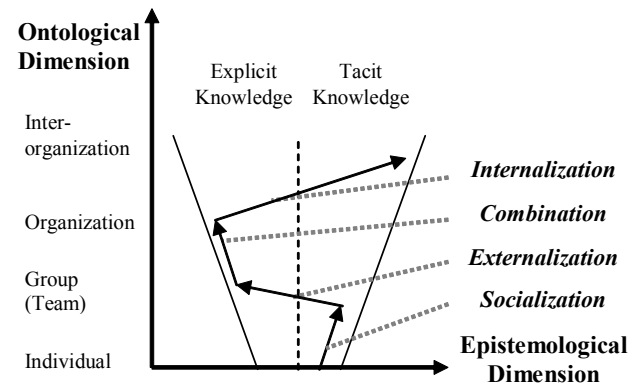 Ontological
Dimension
Explicit
Knowledge
Tacit
Knowledge
Inter-
organization
Organization
Group
(Team)
Individual
Internalization
Combination
Externalization
Socialization
Epistemological
Dimension